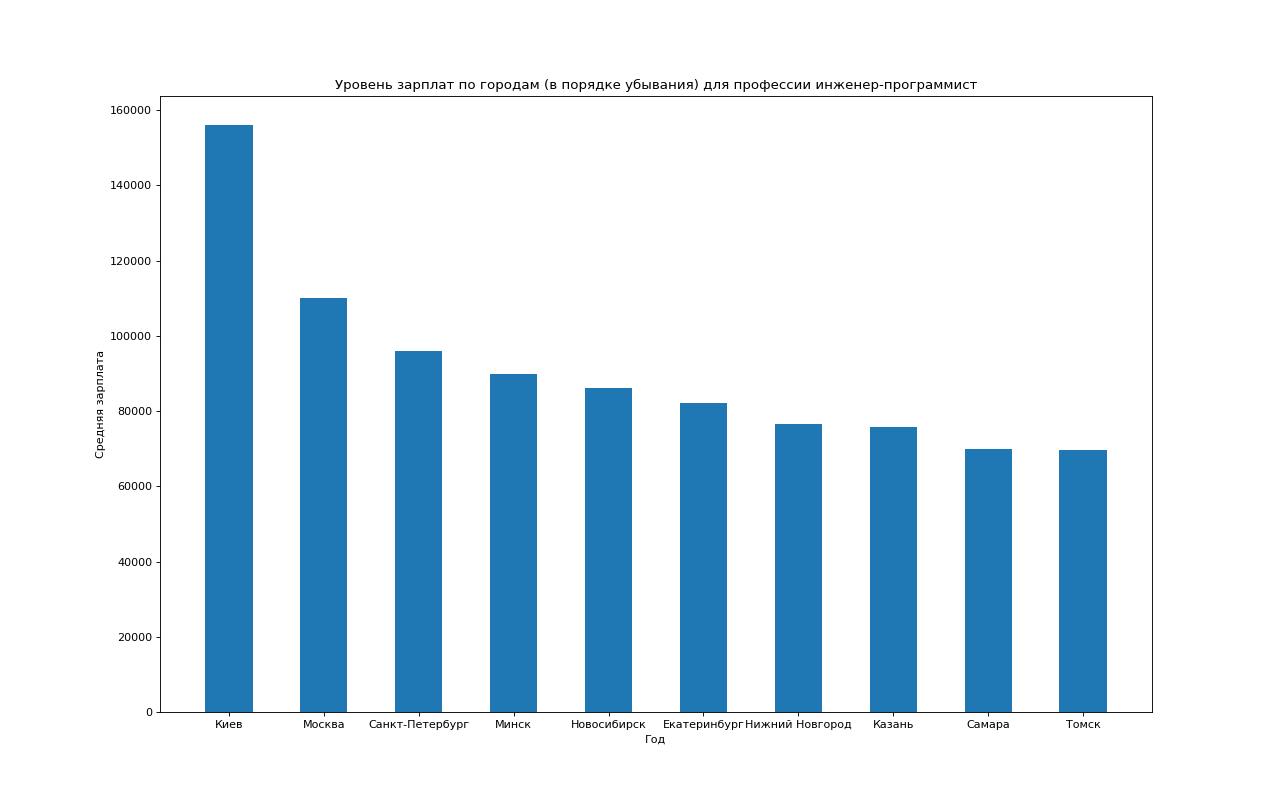 Уровень зарплат по городам (в порядке убывания) для профессии инженер-программист
160000
140000
120000
100000
80000
60000
40000
20000
0
Средняя зарплата
Киев Москва Санкт-Петербург Минск Новосибирск Екатеринбург Нижний Новгород Казань Самара Томск
Год